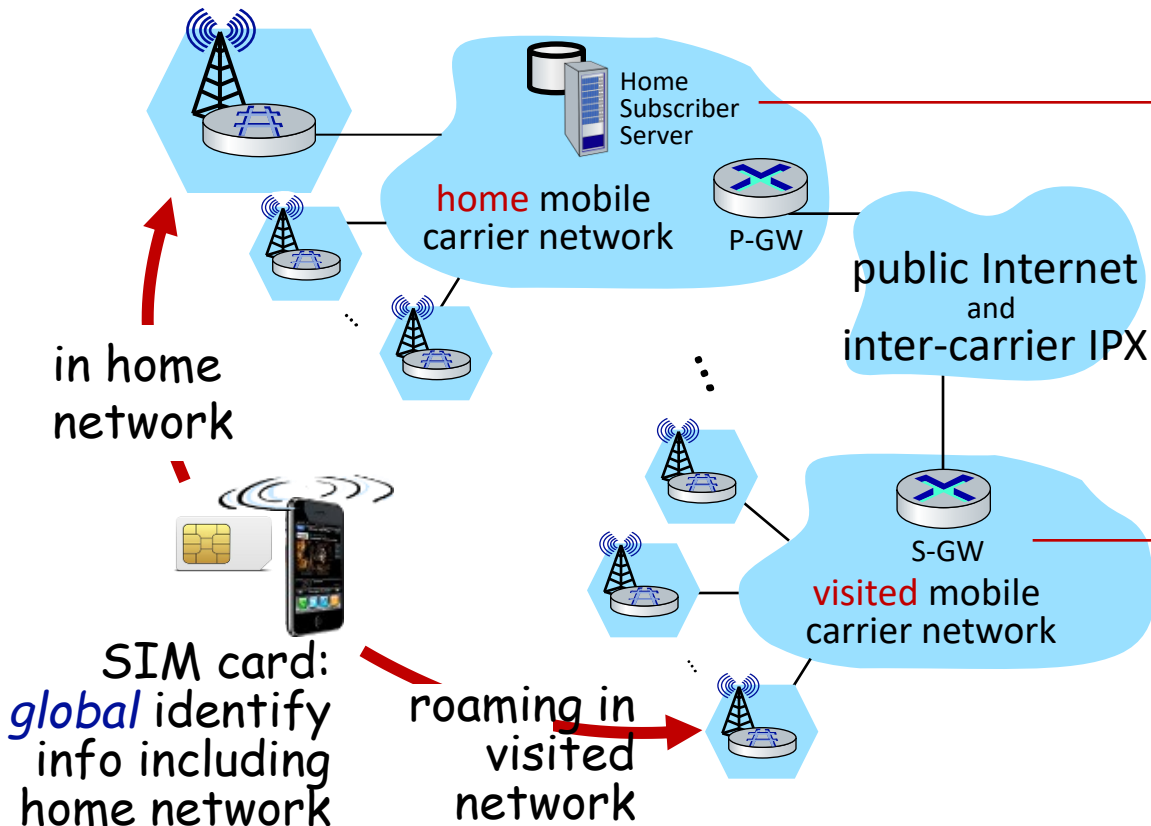 Home
Subscriber
Server
home mobile
carrier network
P-GW
public Internet
and
inter-carrier IPX
...
in home
network
...
S-GW
visited mobile
carrier network
...
SIM card:
global identify
info including
home network
roaming in
visited
network